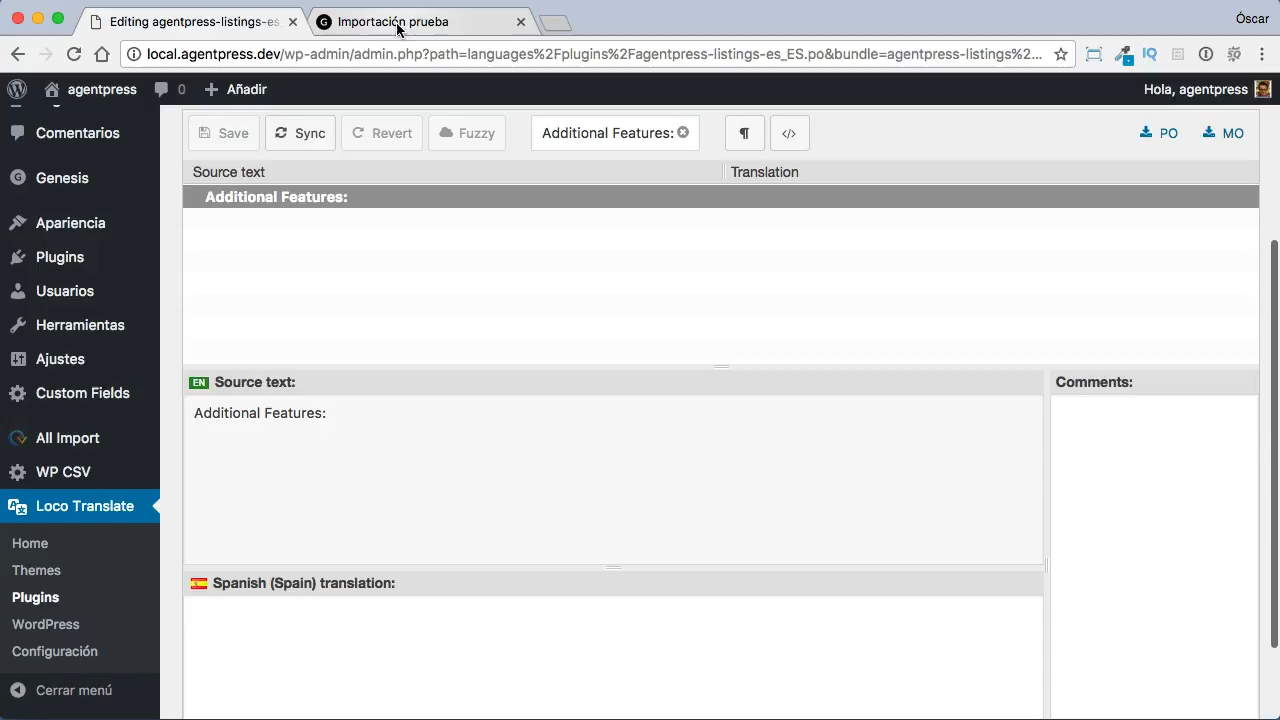 Editing agentpress-listings-es
Importación prueba
Óscar
local.agentpress.dev/wp-admin/admin.php?path=languages%2Fplugins%2Fagentpress-listings-es_ES.po&bundle=agentpress-listings%2...
agentpress
0
Añadir
Hola, agentpress
Comentarios
Genesis
Apariencia
Plugins
Usuarios
Herramientas
Ajustes
Custom Fields
All Import
WP CSV
Loco Translate
Home
Themes
Plugins
WordPress
Configuración
Cerrar menú
Save
Sync
Revert
Fuzzy
Additional Features:
¶
</>
PO
MO
Source text
Translation
Additional Features:
EN Source text:
Additional Features:
Comments:
Spanish (Spain) translation: